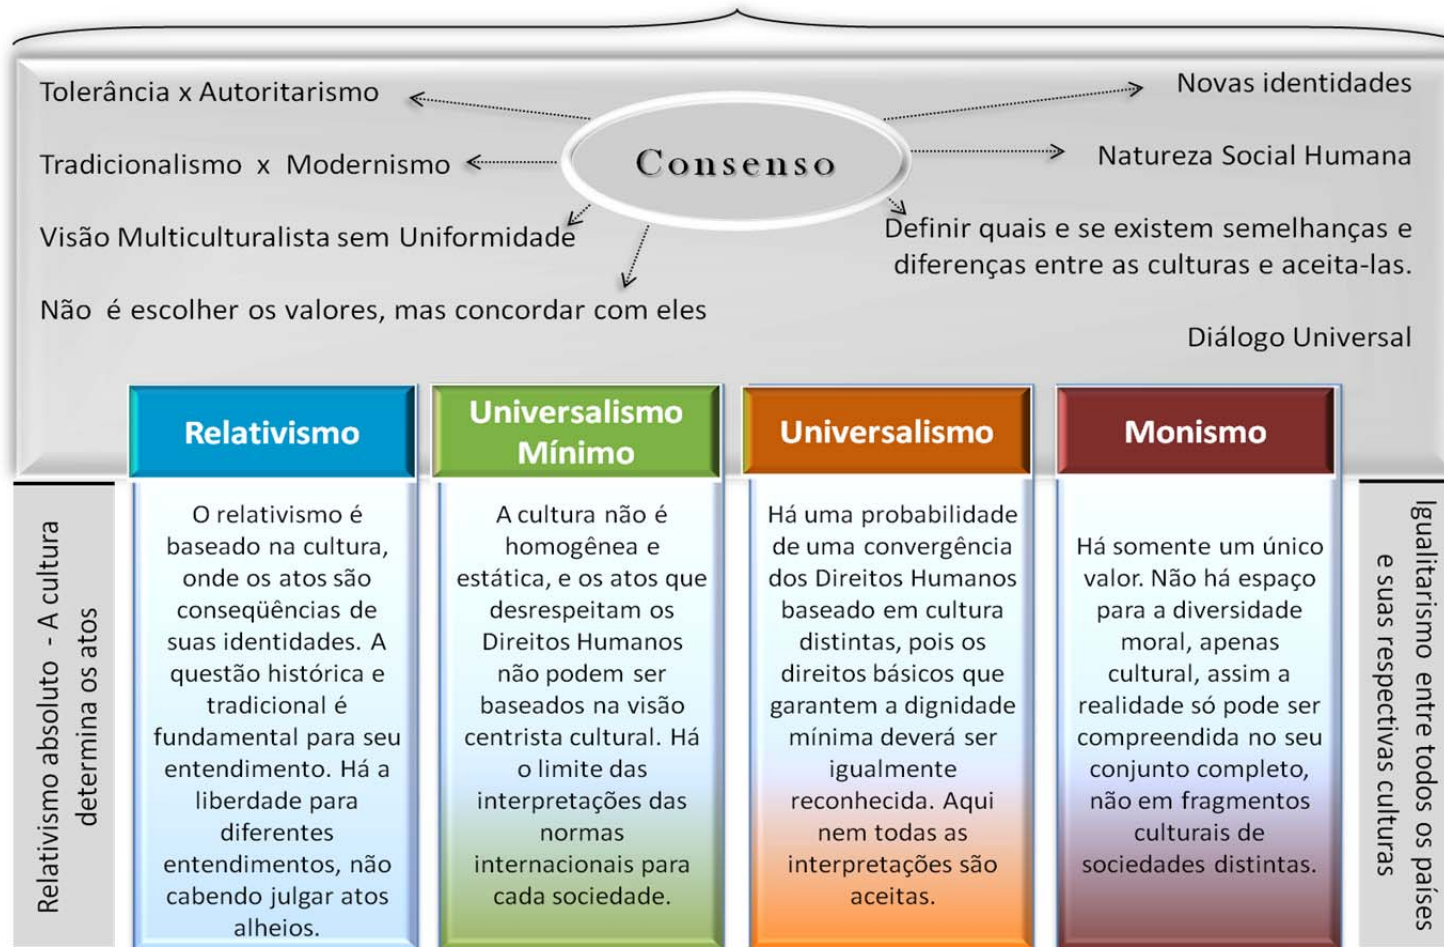 Tolerância x Autoritarismo
Tradicionalismo x Modernismo
Visão Multiculturalista sem Uniformidade
Não é escolher os valores, mas concordar com eles
Consenso
Novas identidades
Natureza Social Humana
Definir quais e se existem semelhanças e
diferenças entre as culturas e aceita-las.
Diálogo Universal
Relativismo absoluto - A cultura
determina os atos
Relativismo
O relativismo é
baseado na cultura,
onde os atos são
conseqüências de
suas identidades. A
questão histórica e
tradicional é
fundamental para seu
entendimento. Há a
liberdade para
diferentes
entendimentos, não
cabendo julgar atos
alheios.
Universalismo
Mínimo
A cultura não é
homogênea e
estática, e os atos que
desrespeitam os
Direitos Humanos
não podem ser
baseados na visão
centrista cultural. Há
o limite das
interpretações das
normas
internacionais para
cada sociedade.
Universalismo
Há uma probabilidade
de uma convergência
dos Direitos Humanos
baseado em cultura
distintas, pois os
direitos básicos que
garantem a dignidade
mínima deverá ser
igualmente
reconhecida. Aqui
nem todas as
interpretações são
aceitas.
Monismo
Há somente um único
valor. Não há espaço
para a diversidade
moral, apenas
cultural, assim a
realidade só pode ser
compreendida no seu
conjunto completo,
não em fragmentos
culturais de
sociedades distintas.
Igualitarismo entre todos os países
e suas respectivas culturas